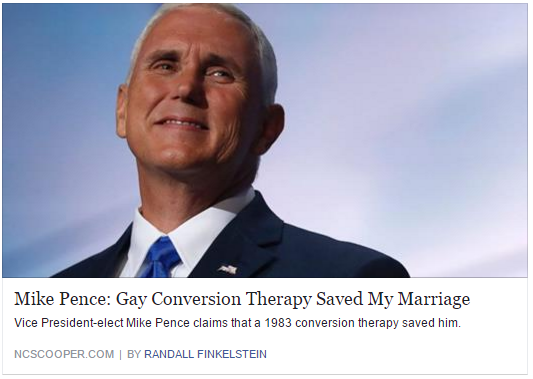 Mike Pence: Gay Conversion Therapy Saved My Marriage
Vice President-elect Mike Pence claims that a 1983 conversion therapy saved him.
NCSCOOPER.COM | BY RANDALL FINKELSTEIN